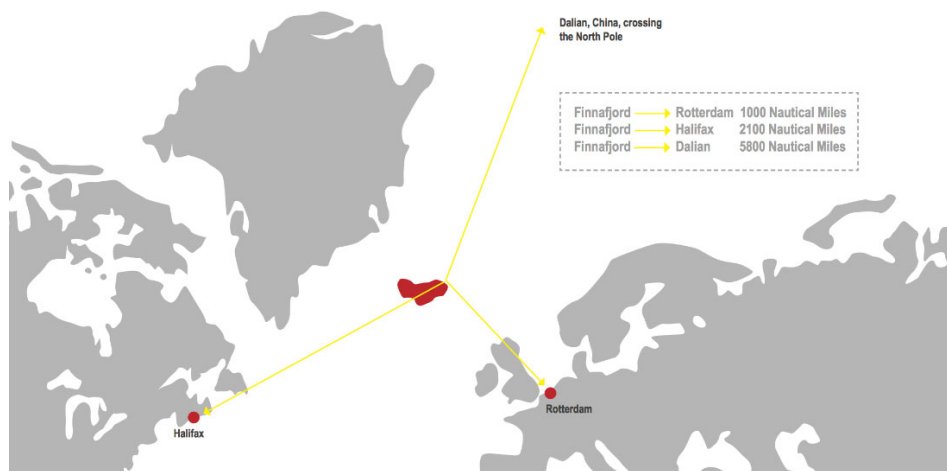 Dalian, China, crossing
the North Pole
Finnafjord Rotterdam 1000 Nautical Miles
Finnafjord Halifax 2100 Nautical Miles
Finnafjord Dalian 5800 Nautical Miles
Rotterdam
Halifax